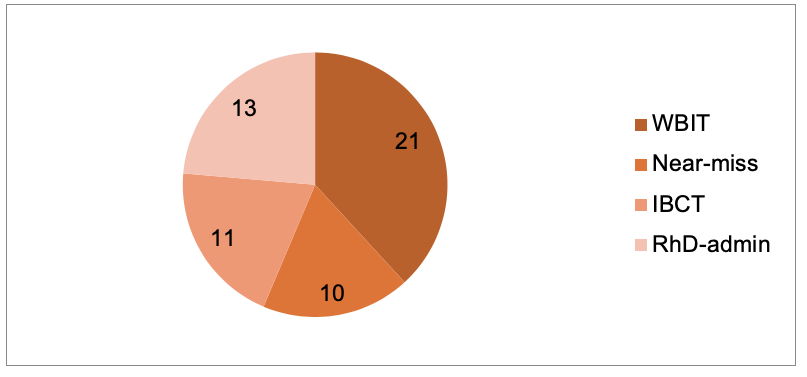 13
21
11
10
WBIT
Near-miss
IBCT
RhD-admin